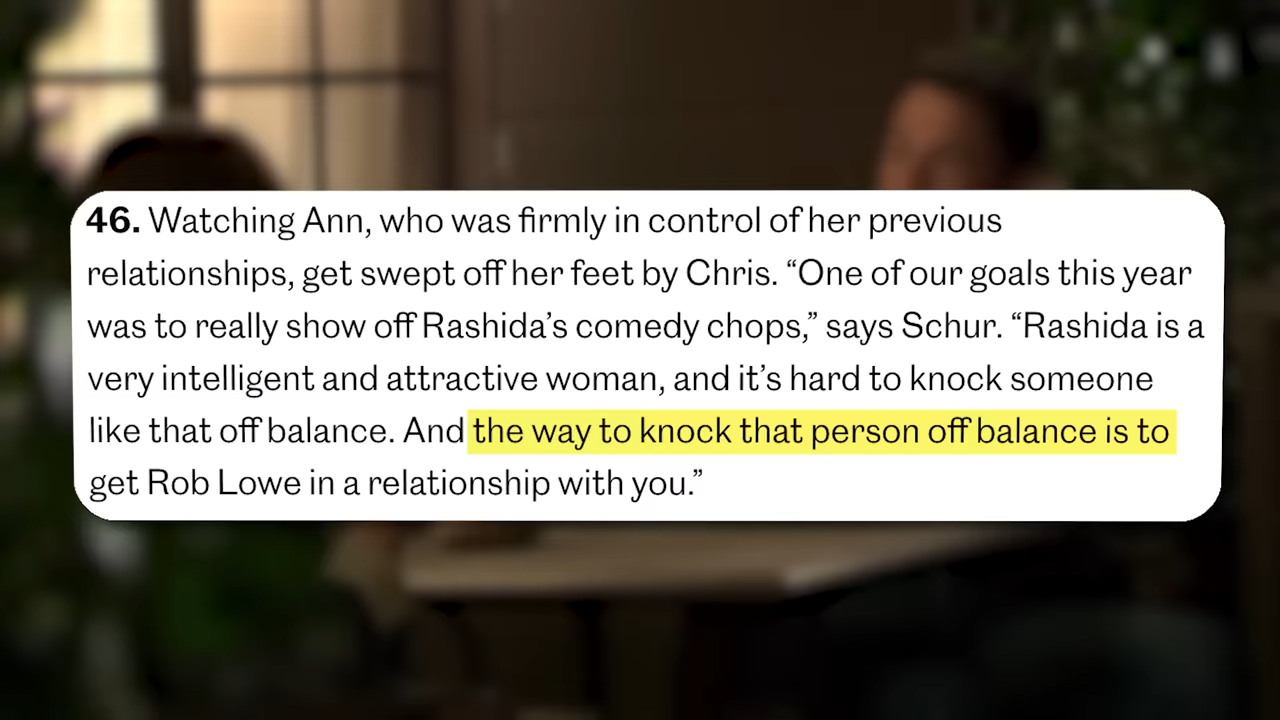 46. Watching Ann, who was firmly in control of her previous
relationships, get swept off her feet by Chris. “One of our goals this year
was to really show off Rashida’s comedy chops,” says Schur. “Rashida is a
very intelligent and attractive woman, and it’s hard to knock someone
like that off balance. And the way to knock that person off balance is to
get Rob Lowe in a relationship with you.”